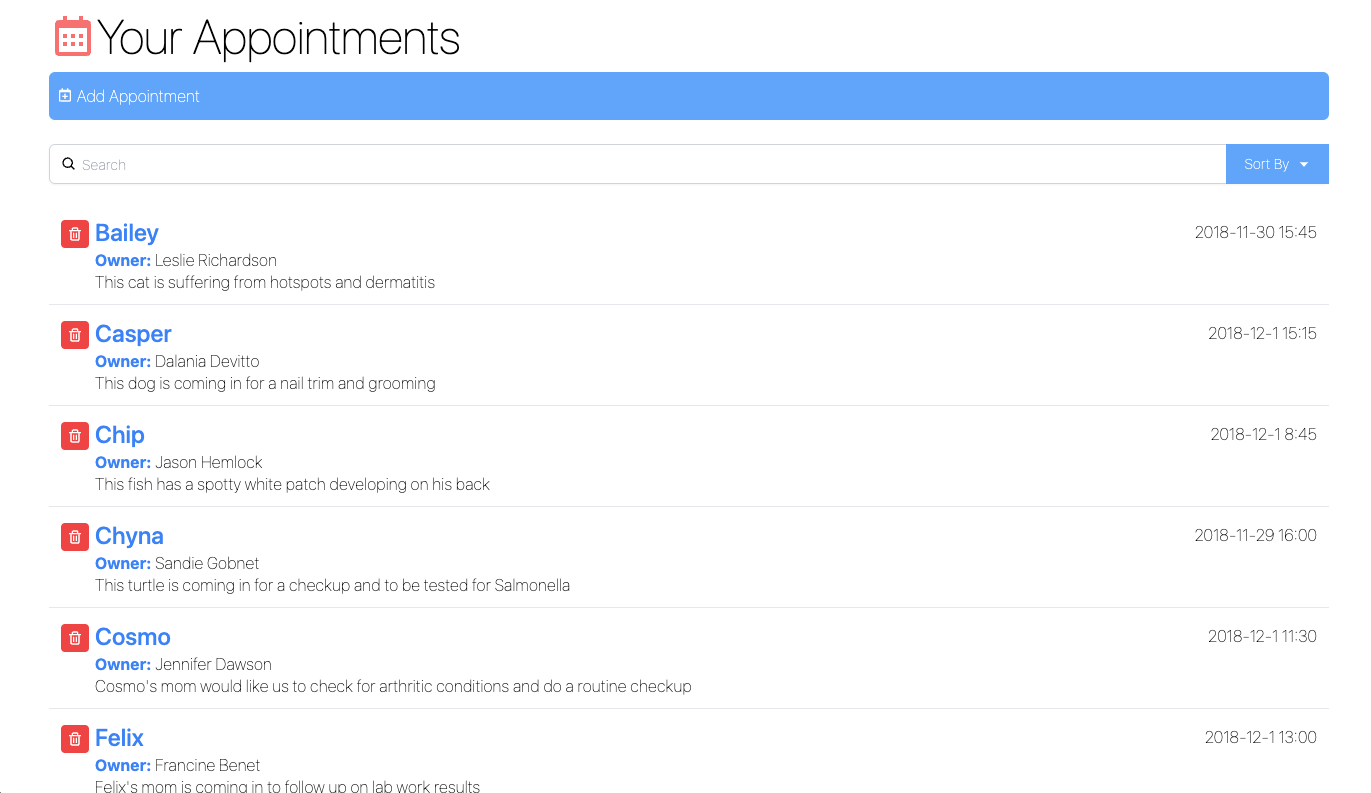 Your Appointments
Add Appointment
Search
Sort By
Bailey 2018-11-30 15:45
Owner: Leslie Richardson
This cat is suffering from hotspots and dermatitis
Casper 2018-12-1 15:15
Owner: Dalania Devitto
This dog is coming in for a nail trim and grooming
Chip 2018-12-1 8:45
Owner: Jason Hemlock
This fish has a spotty white patch developing on his back
Chyna 2018-11-29 16:00
Owner: Sandie Gobnet
This turtle is coming in for a checkup and to be tested for Salmonella
Cosmo 2018-12-1 11:30
Owner: Jennifer Dawson
Cosmo's mom would like us to check for arthritic conditions and do a routine checkup
Felix 2018-12-1 13:00
Owner: Francine Benet
Felix's mom is coming in to follow up on lab work results